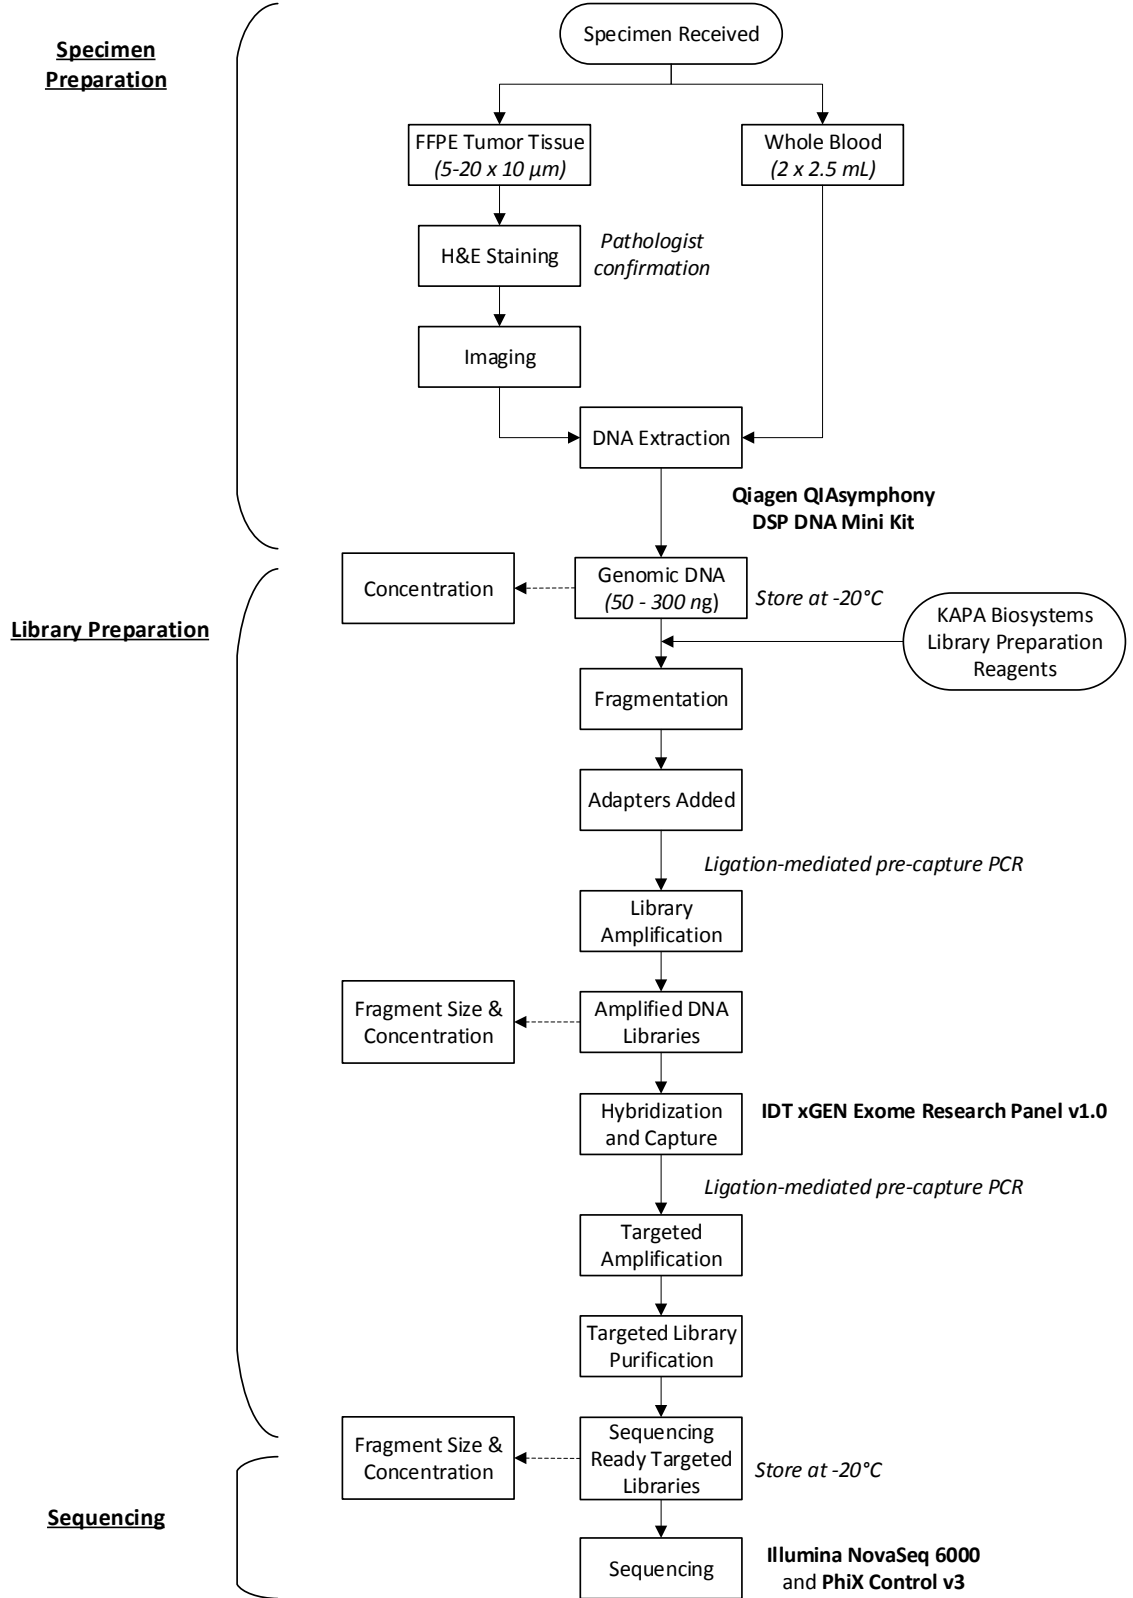 Specimen
Preparation
Specimen Received
FFPE Tumor Tissue
(5-20 x 10 µm)
Whole Blood
(2 x 2.5 mL)
H&E Staining
Pathologist
confirmation
Imaging
DNA Extraction
Qiagen QIAsymphony
DSP DNA Mini Kit
Library Preparation
Concentration
Genomic DNA
(50 - 300 ng)
Store at -20°C
KAPA Biosystems
Library Preparation
Reagents
Fragmentation
Adapters Added
Ligation-mediated pre-capture PCR
Library
Amplification
Fragment Size &
Concentration
Amplified DNA
Libraries
Hybridization
and Capture
IDT xGEN Exome Research Panel v1.0
Ligation-mediated pre-capture PCR
Targeted
Amplification
Targeted Library
Purification
Fragment Size &
Concentration
Sequencing
Ready Targeted
Libraries
Store at -20°C
Sequencing
Sequencing
Illumina NovaSeq 6000
and PhiX Control v3